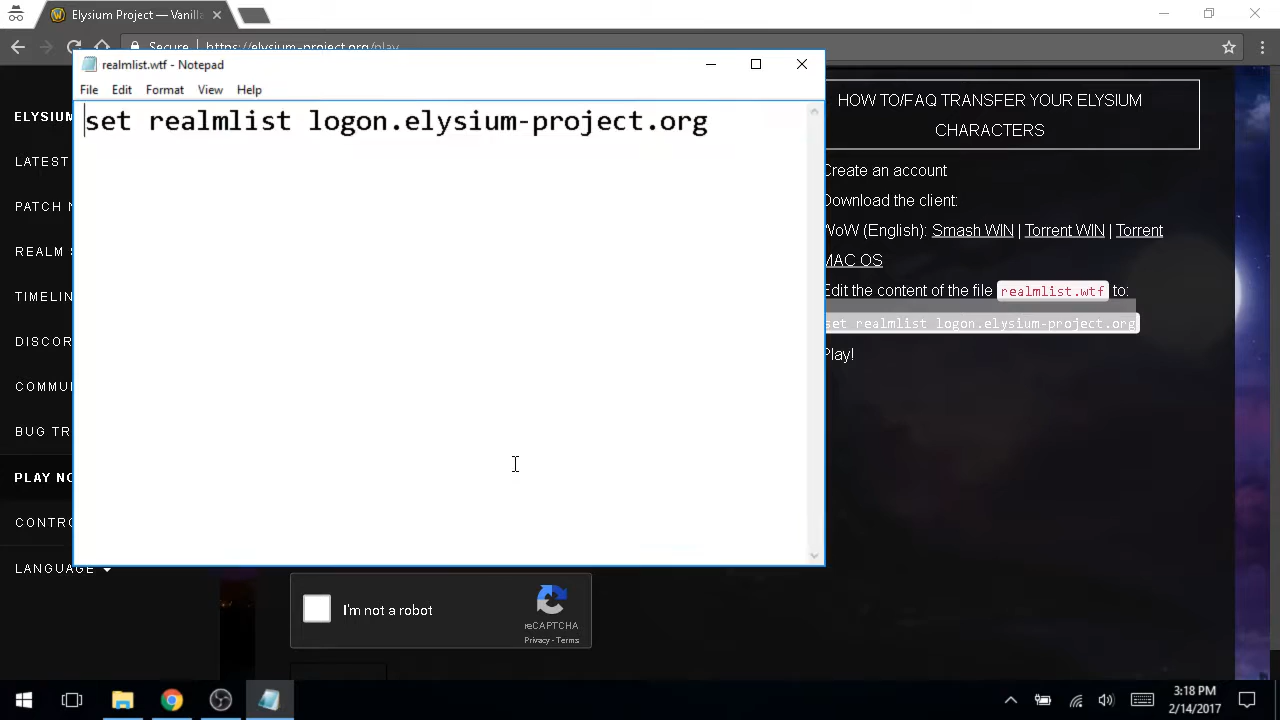 Elysium Project — Vanilla
Secure https://elysium-project.org/play
realmlist.wtf - Notepad
File Edit Format View Help
set realmlist logon.elysium-project.org
ELYSIUM
LATEST
PATCH
REALM
TIMELIN
DISCOR
COMMU
BUG TR
PLAY NO
CONTRO
LANGUAGE
HOW TO/FAQ TRANSFER YOUR ELYSIUM
CHARACTERS
Create an account
Download the client:
WoW (English): Smash WIN | Torrent WIN | Torrent
MAC OS
Edit the content of the file realmlist.wtf to:
set realmlist logon.elysium-project.org
Play!
I'm not a robot
reCAPTCHA
Privacy - Terms
3:18 PM
2/14/2017